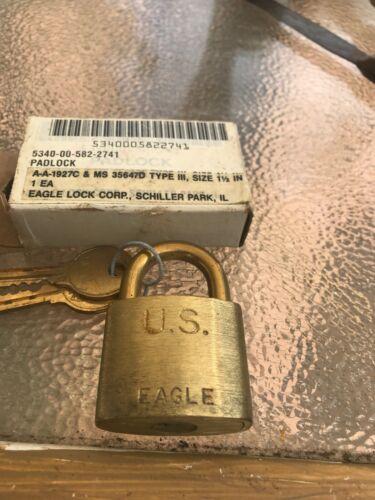 5340005822741
5340-00-582-2741
PADLOCK
A-A-1927C & MS 35647D TYPE III, SIZE 1½ IN
1 EA
EAGLE LOCK CORP., SCHILLER PARK, IL
U.S.
EAGLE